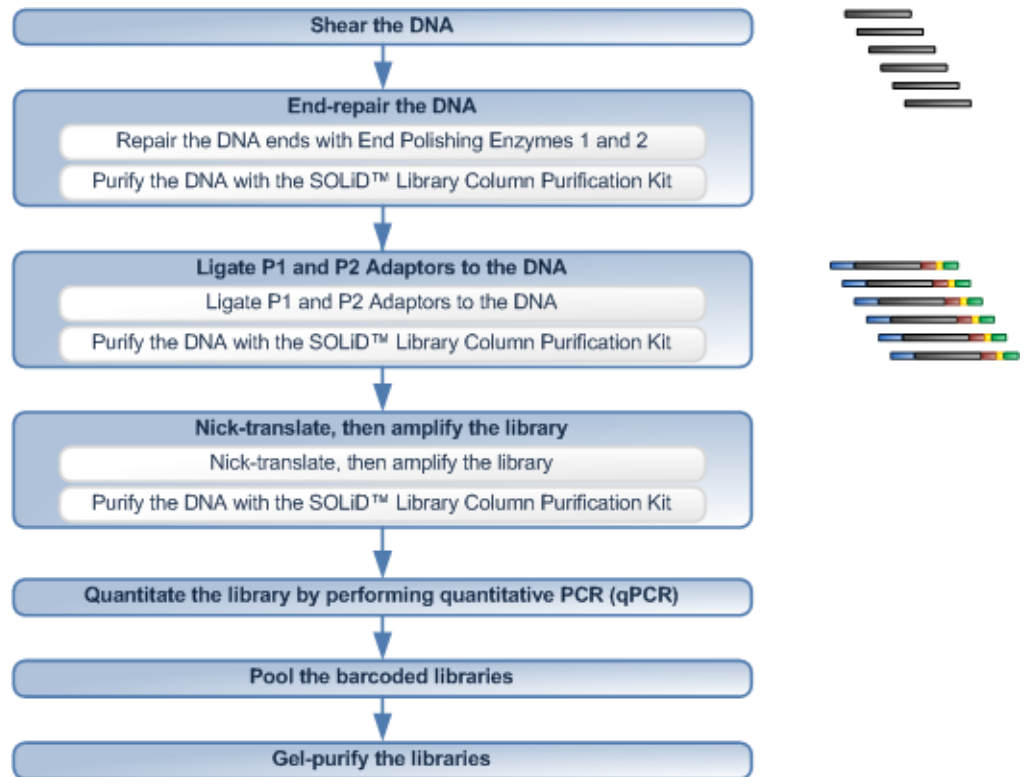 Shear the DNA
End-repair the DNA
Repair the DNA ends with End Polishing Enzymes 1 and 2
Purify the DNA with the SOLiD™ Library Column Purification Kit
Ligate P1 and P2 Adaptors to the DNA
Ligate P1 and P2 Adaptors to the DNA
Purify the DNA with the SOLiD™ Library Column Purification Kit
Nick-translate, then amplify the library
Nick-translate, then amplify the library
Purify the DNA with the SOLiD™ Library Column Purification Kit
Quantitate the library by performing quantitative PCR (qPCR)
Pool the barcoded libraries
Gel-purify the libraries